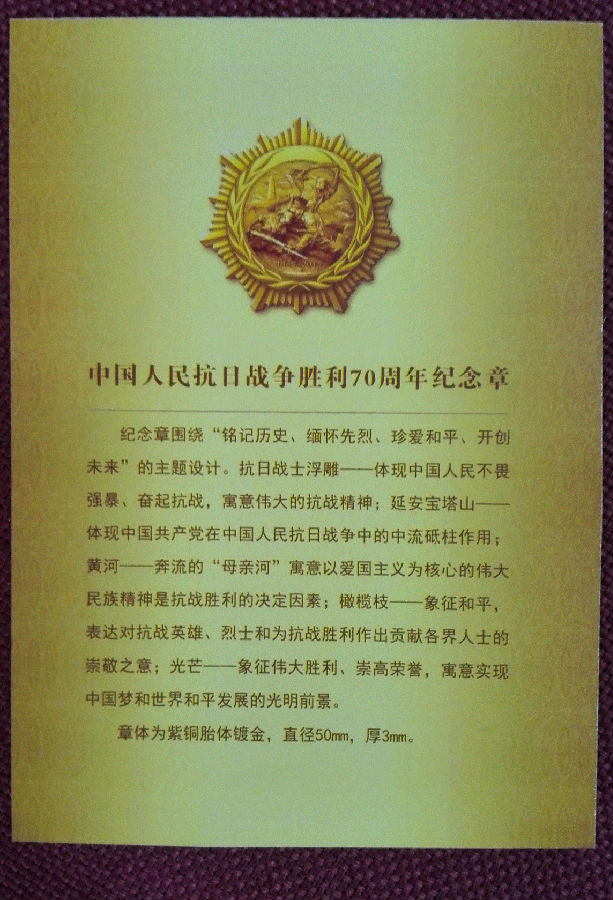 中国人民抗日战争胜利70周年纪念章
纪念章围绕“铭记历史、缅怀先烈、珍爱和平、开创
未来”的主题设计。抗日战士浮雕——体现中国人民不畏
强暴、奋起抗战，寓意伟大的抗战精神；延安宝塔山——
体现中国共产党在中国人民抗日战争中的中流砥柱作用；
黄河——奔流的“母亲河”寓意以爱国主义为核心的伟大
民族精神是抗战胜利的决定因素；橄榄枝——象征和平，
表达对抗战英雄、烈士和为抗战胜利作出贡献各界人士的
崇敬之意；光芒——象征伟大胜利、崇高荣誉，寓意实现
中国梦和世界和平发展的光明前景。
章体为紫铜胎体镀金，直径50mm，厚3mm。